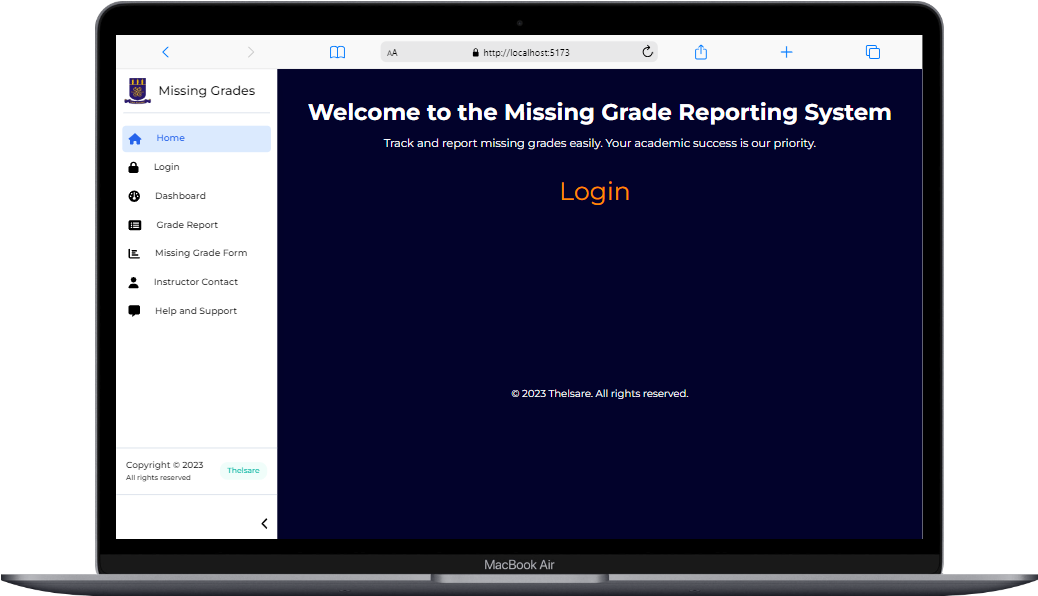 AA
http://localhost:5173
Missing Grades
Home
Login
Dashboard
Grade Report
Missing Grade Form
Instructor Contact
Help and Support
Copyright © 2023
All rights reserved
Thelsare
Welcome to the Missing Grade Reporting System
Track and report missing grades easily. Your academic success is our priority.
Login
© 2023 Thelsare. All rights reserved.
MacBook Air